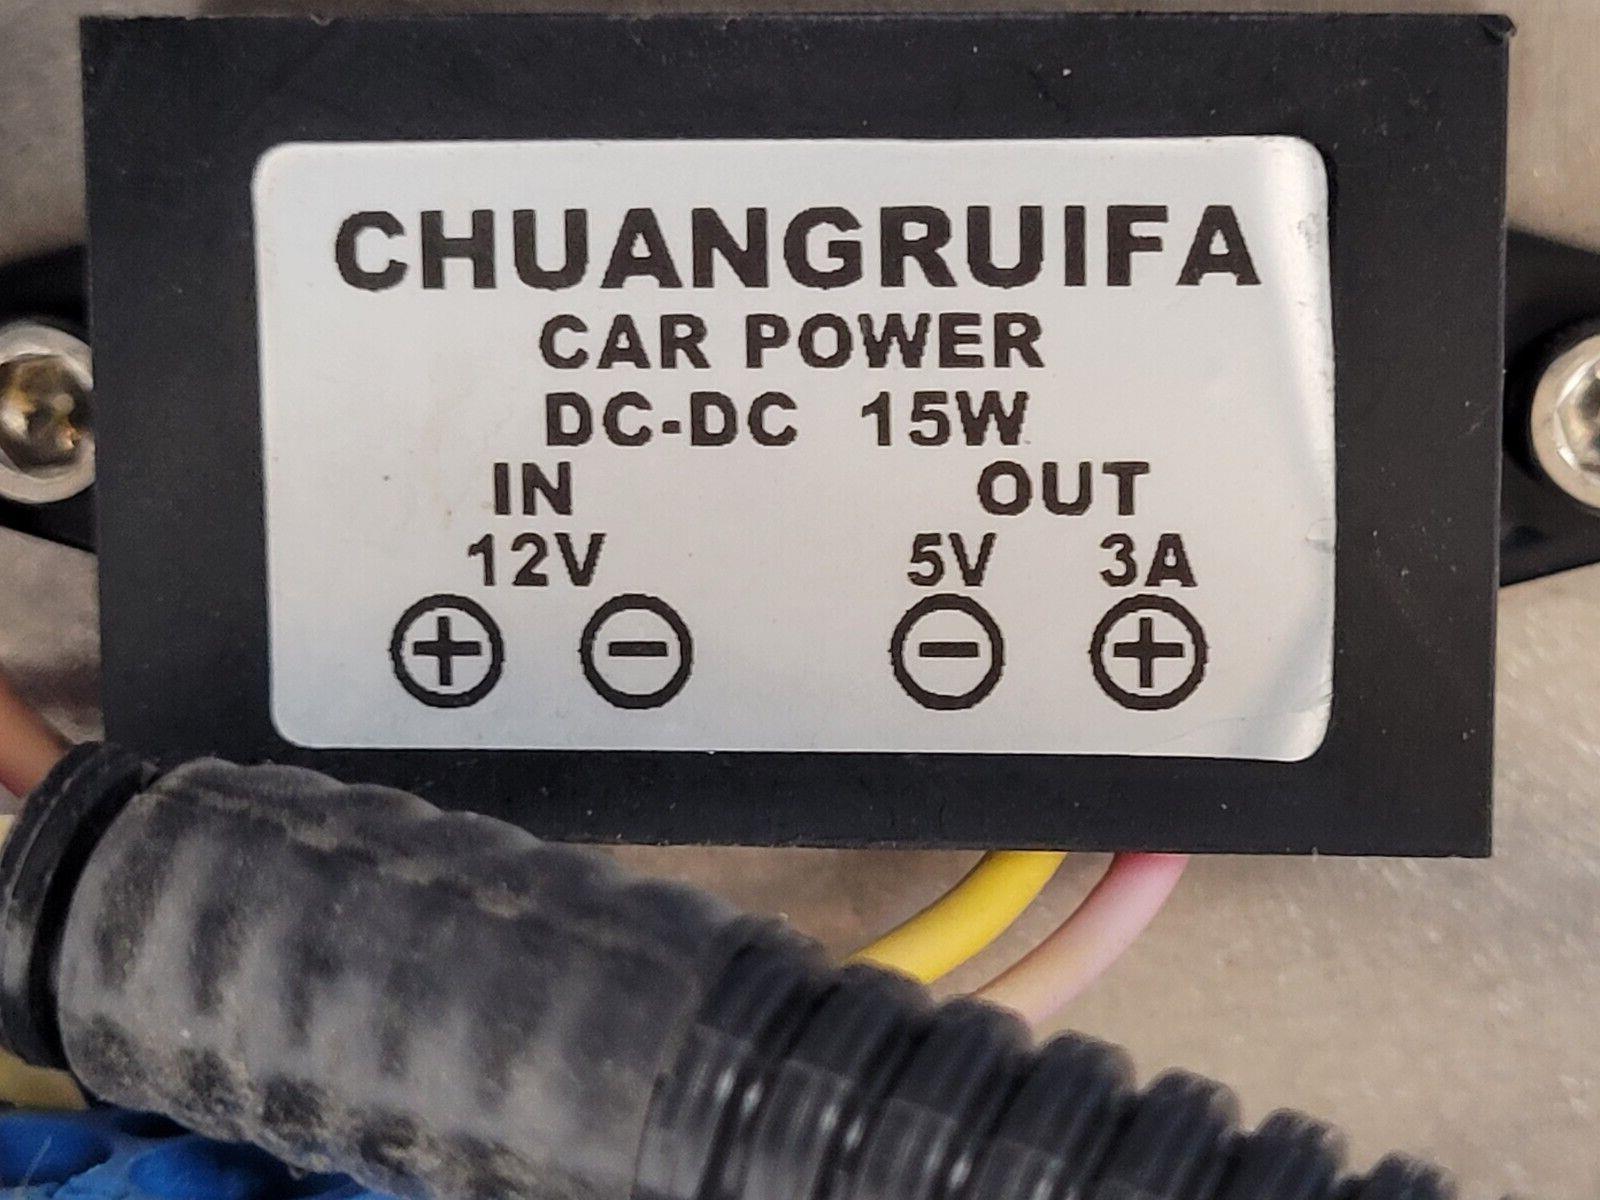 CHUANGRUIFA
CAR POWER
DC-DC 15W
IN OUT
12V 5V 3A
+ - - +